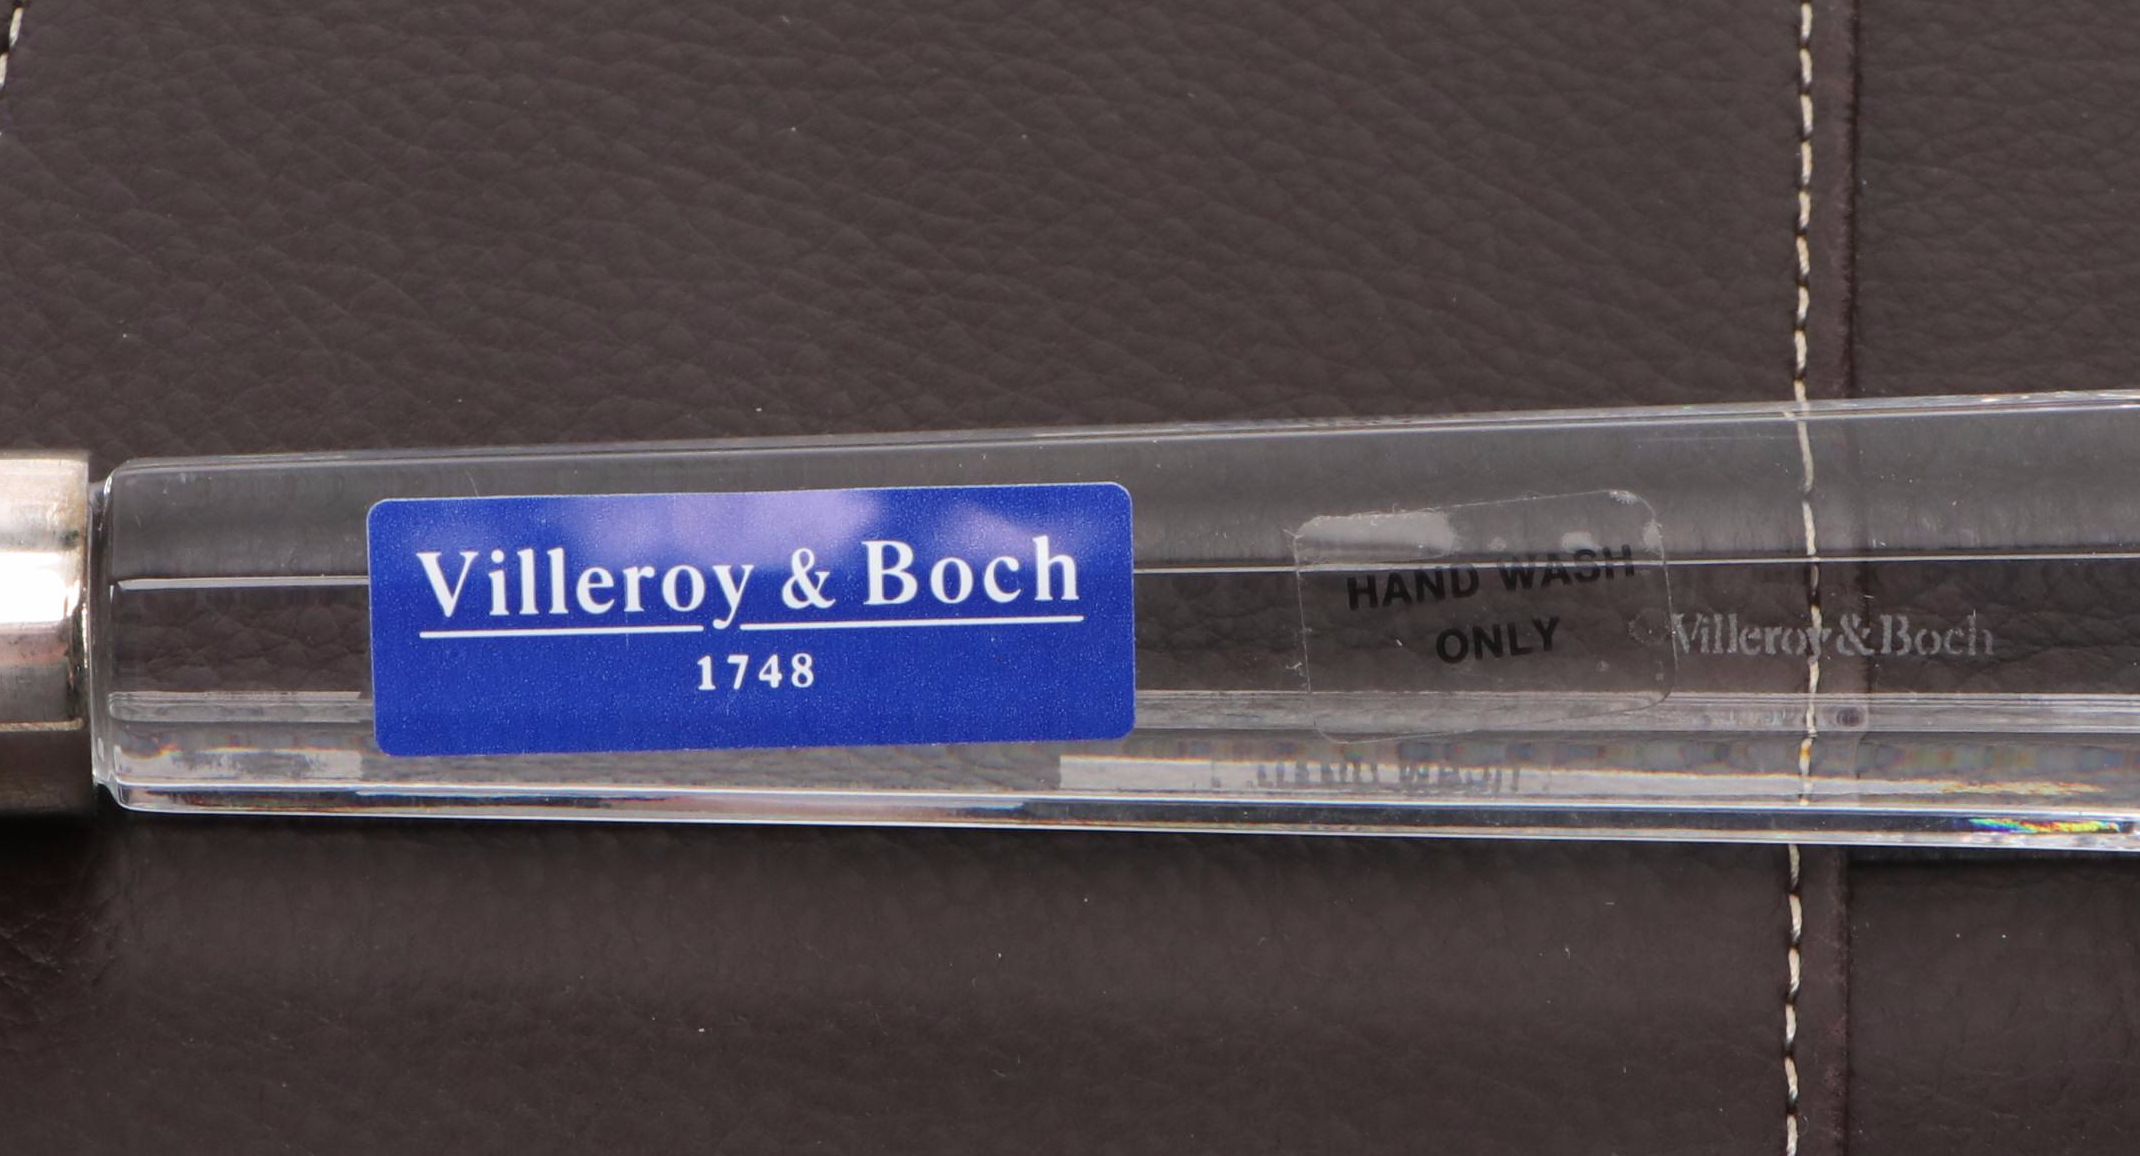 Villeroy & Boch
1748
HAND WASH
ONLY
Villeroy&Boch